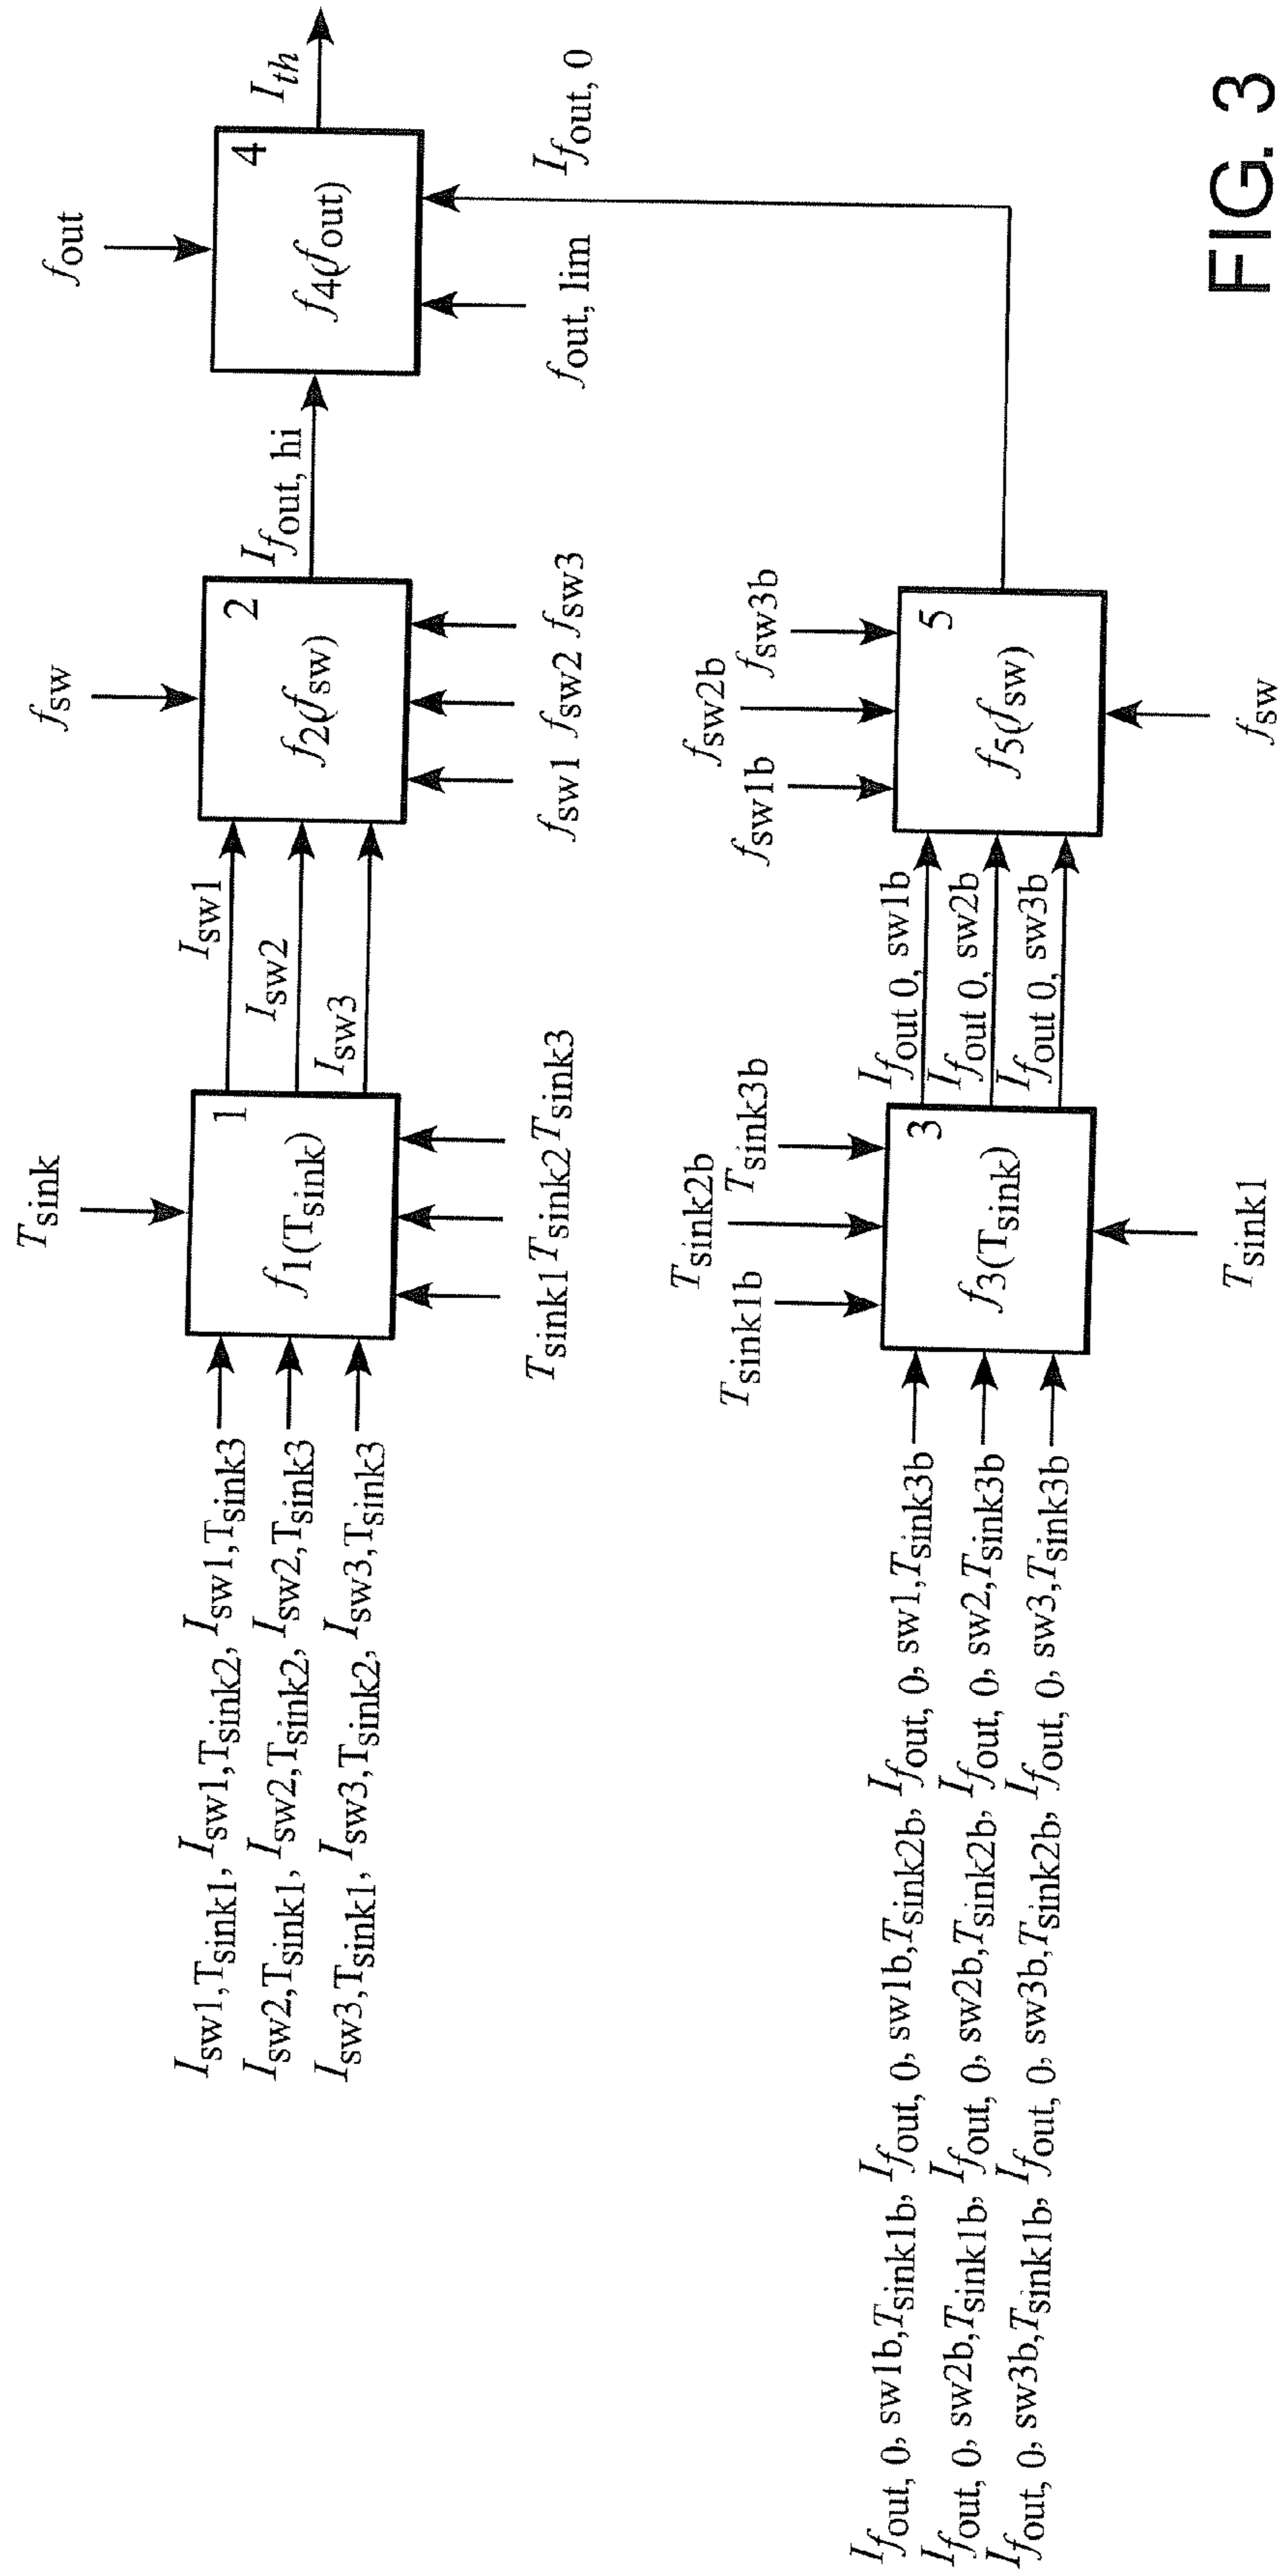 T_sink
f_sw
f_out
I_sw1,T_sink1, I_sw1,T_sink2, I_sw1,T_sink3
I_sw2,T_sink1, I_sw2,T_sink2, I_sw2,T_sink3
I_sw3,T_sink1, I_sw3,T_sink2, I_sw3,T_sink3
1
f_1(T_sink)
I_sw1
I_sw2
I_sw3
2
f_2(f_sw)
I_f_out, hi
4
f_4(f_out)
I_th
T_sink1 T_sink2 T_sink3
f_sw1 f_sw2 f_sw3
f_out, lim
I_f_out, 0
T_sink1b
T_sink2b
T_sink3b
f_sw1b
f_sw2b
f_sw3b
I_f_out, 0, sw1b,T_sink1b, I_f_out, 0, sw1b,T_sink2b, I_f_out, 0, sw1,T_sink3b
I_f_out, 0, sw2b,T_sink1b, I_f_out, 0, sw2b,T_sink2b, I_f_out, 0, sw2,T_sink3b
I_f_out, 0, sw3b,T_sink1b, I_f_out, 0, sw3b,T_sink2b, I_f_out, 0, sw3,T_sink3b
3
f_3(T_sink)
I_f_out 0, sw1b
I_f_out 0, sw2b
I_f_out 0, sw3b
5
f_5(f_sw)
T_sink1
f_sw
FIG. 3